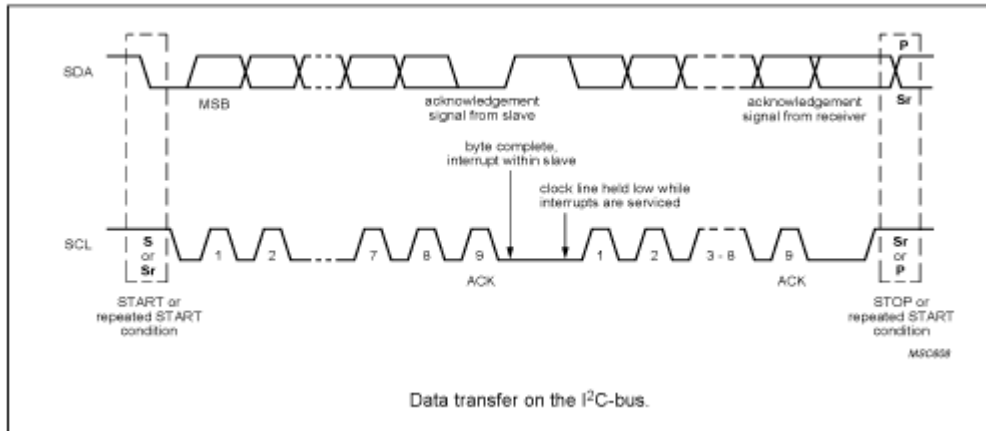 P
SDA
MSB
acknowledgement
signal from slave
acknowledgement
signal from receiver
Sr
byte complete,
interrupt within slave
clock line held low while
interrupts are serviced
SCL
S
or
Sr
1
2
7
8
9
1
2
3 - 8
9
Sr
or
P
ACK
ACK
START or
repeated START
condition
STOP or
repeated START
condition
MSC608
Data transfer on the I²C-bus.